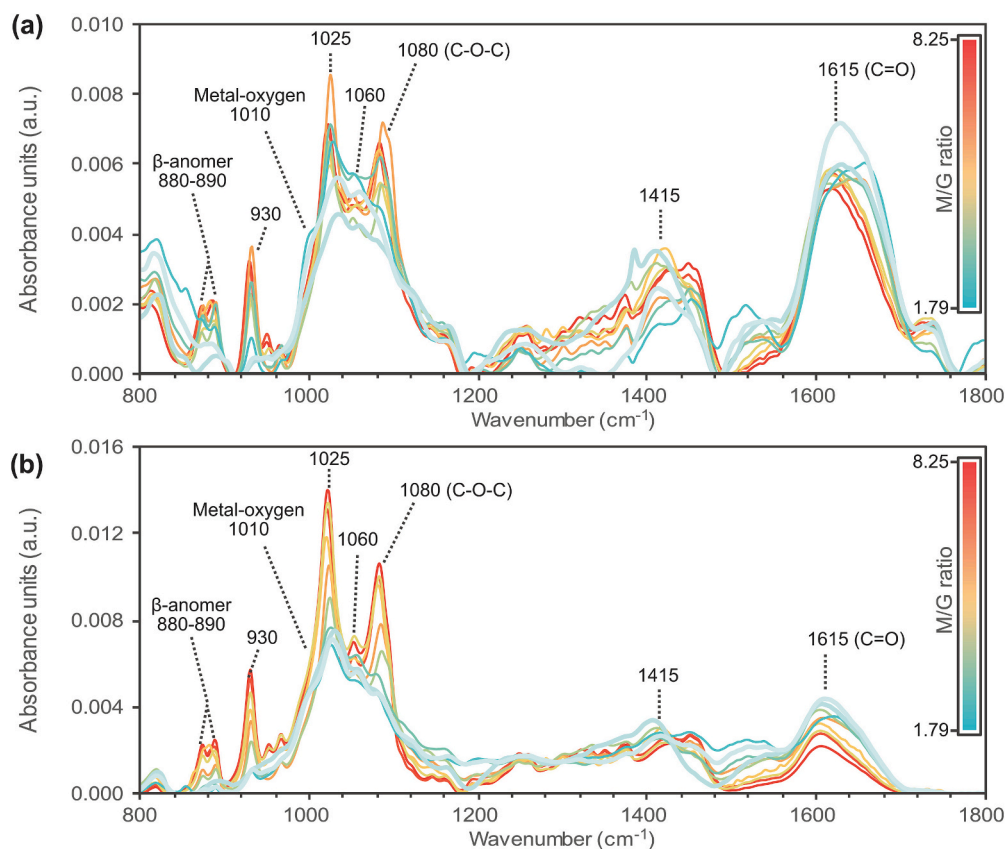 (a)
0.010
0.008
0.006
0.004
0.002
0.000
Absorbance units (a.u.)
1025
1080 (C-O-C)
Metal-oxygen
1010
1060
β-anomer
880-890
930
1415
1615 (C=O)
8.25
M/G ratio
1.79
800
1000
1200
1400
1600
1800
Wavenumber (cm⁻¹)
(b)
0.016
0.012
0.008
0.004
0.000
Absorbance units (a.u.)
1025
1080 (C-O-C)
Metal-oxygen
1010
1060
β-anomer
880-890
930
1415
1615 (C=O)
8.25
M/G ratio
1.79
800
1000
1200
1400
1600
1800
Wavenumber (cm⁻¹)